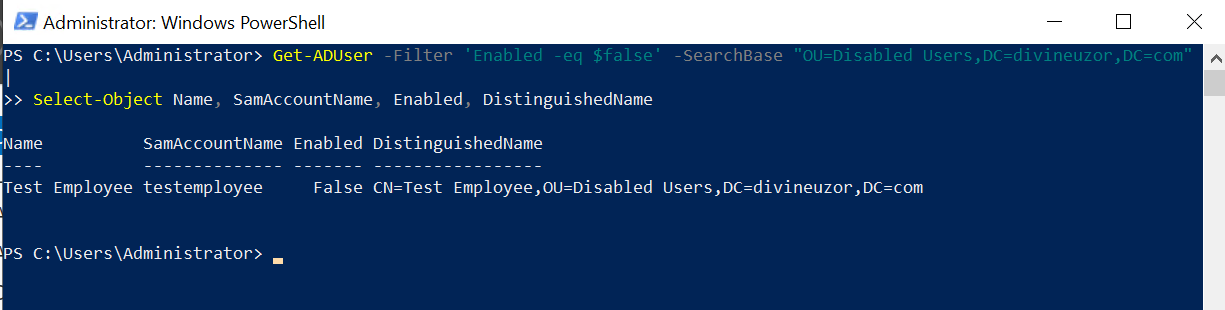 Administrator: Windows PowerShell
PS C:\Users\Administrator> Get-ADUser -Filter 'Enabled -eq $false' -SearchBase "OU=Disabled Users,DC=divineuzor,DC=com"
|
>> Select-Object Name, SamAccountName, Enabled, DistinguishedName
Name          SamAccountName Enabled DistinguishedName
----          -------------- ------- -----------------
Test Employee testemployee     False CN=Test Employee,OU=Disabled Users,DC=divineuzor,DC=com
PS C:\Users\Administrator>